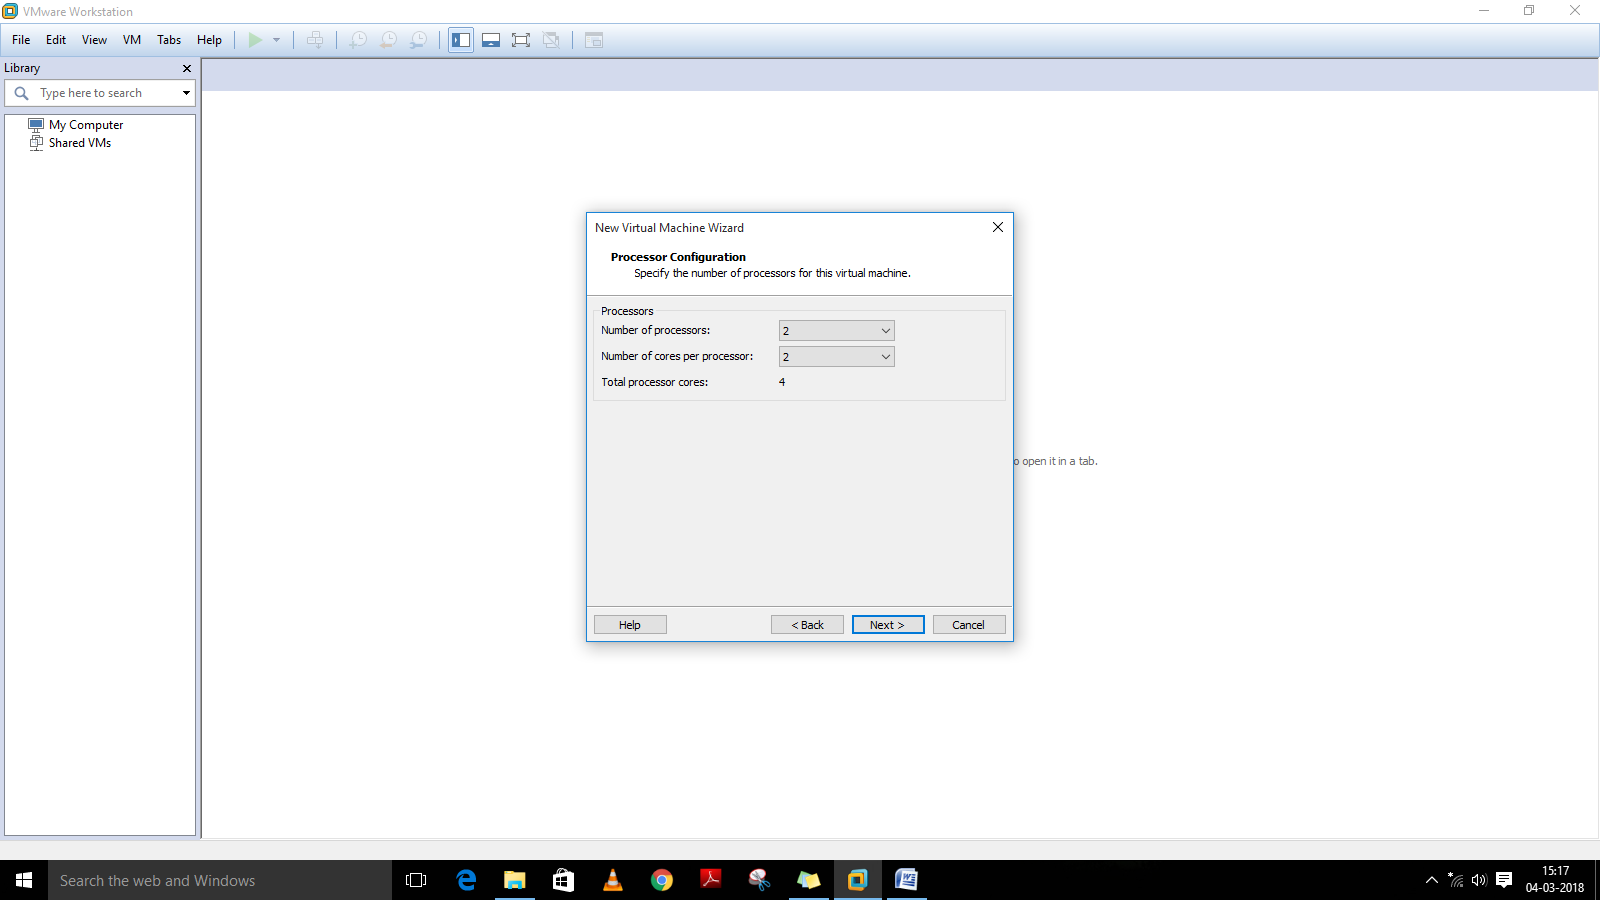 VMware Workstation
File Edit View VM Tabs Help
Library
Type here to search
My Computer
Shared VMs
New Virtual Machine Wizard
Processor Configuration
Specify the number of processors for this virtual machine.
Processors
Number of processors: 2
Number of cores per processor: 2
Total processor cores: 4
o open it in a tab.
Help < Back Next > Cancel
Search the web and Windows
15:17
04-03-2018